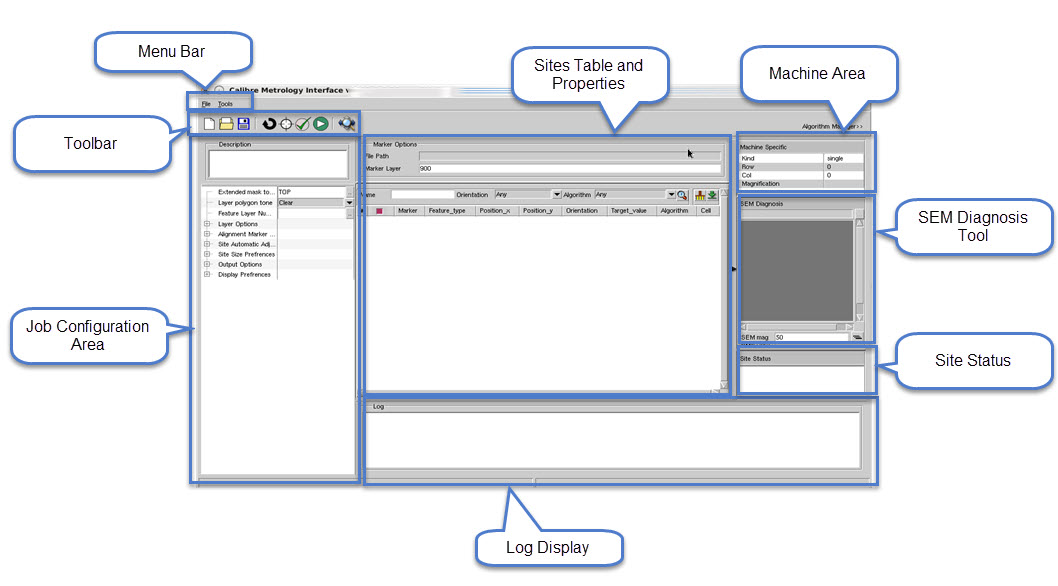 Menu Bar
Sites Table and
Properties
Machine Area
Toolbar
SEM Diagnosis
Tool
Job Configuration
Area
Site Status
Log Display
Calibre Metrology Interface
File Tools
Algorithm Manager>>
Description
Extended mask to... TOP
Layer polygon tone Clear
Feature Layer Nu...
Layer Options
Alignment Marker ...
Site Automatic Adj...
Site Size Prefrences
Output Options
Display Prefrences
Marker Options
File Path
Marker Layer 900
Name Orientation Any Algorithm Any
Marker Feature_type Position_x Position_y Orientation Target_value Algorithm Cell
Machine Specific
Kind single
Row 0
Col 0
Magnification
SEM Diagnosis
SEM mag 50
Site Status
Log